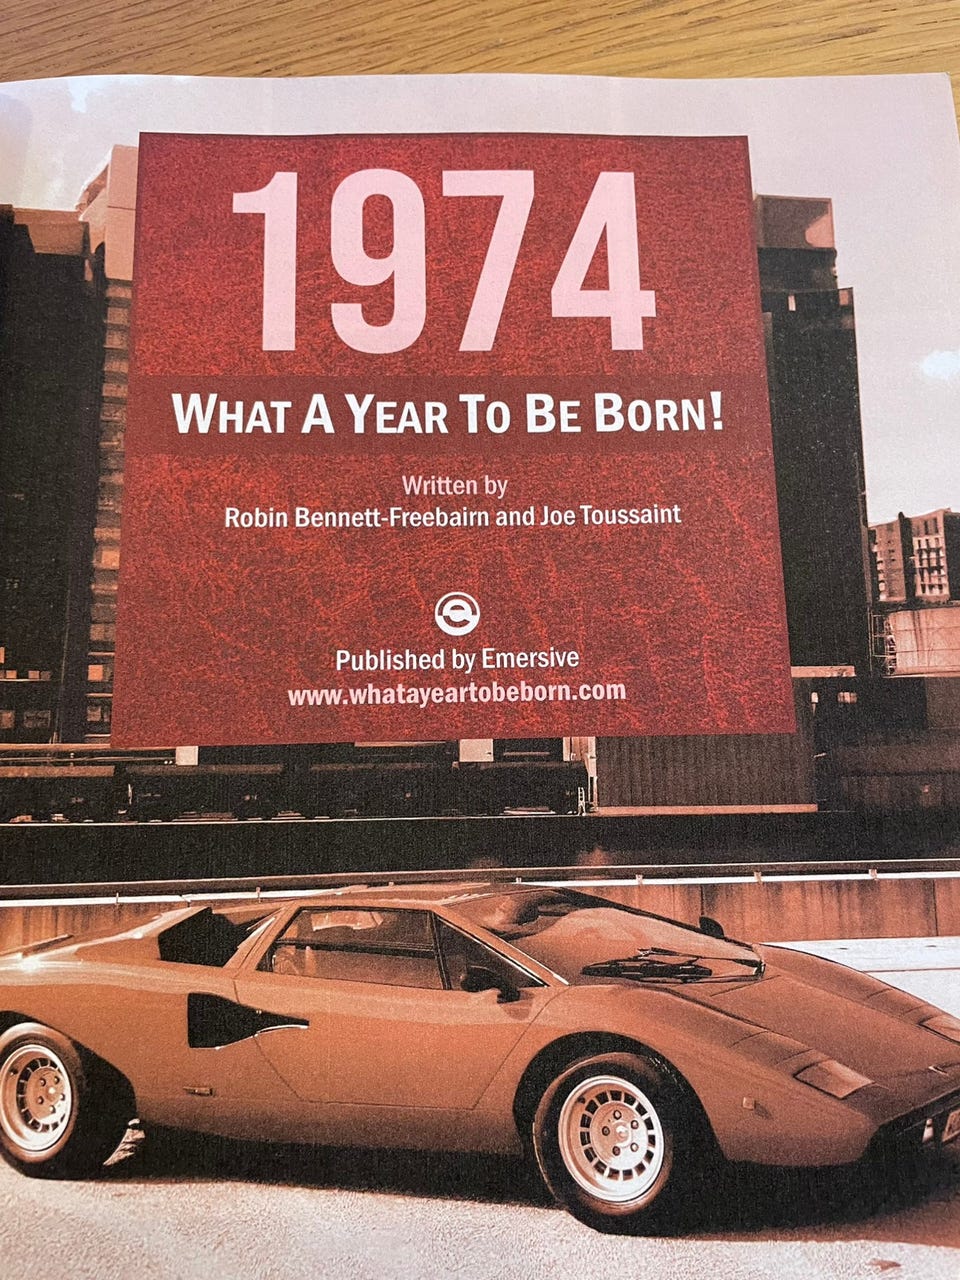 1974
WHAT A YEAR TO BE BORN!
Written by
Robin Bennett-Freebairn and Joe Toussaint
e
Published by Emersive
www.whatayeartobeborn.com